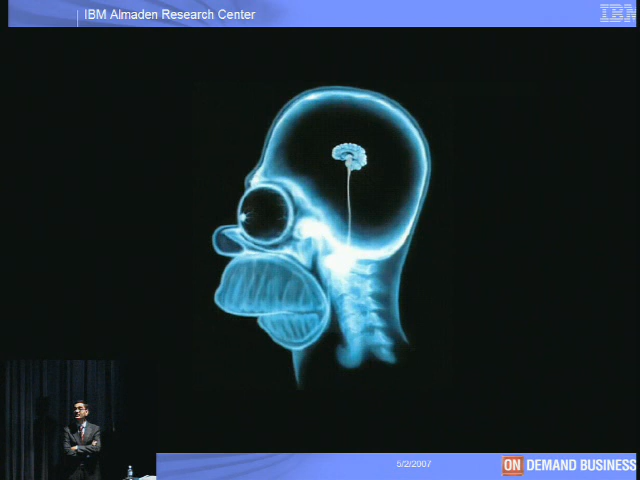 IBM Almaden Research Center
IBM
5/2/2007
ON DEMAND BUSINESS